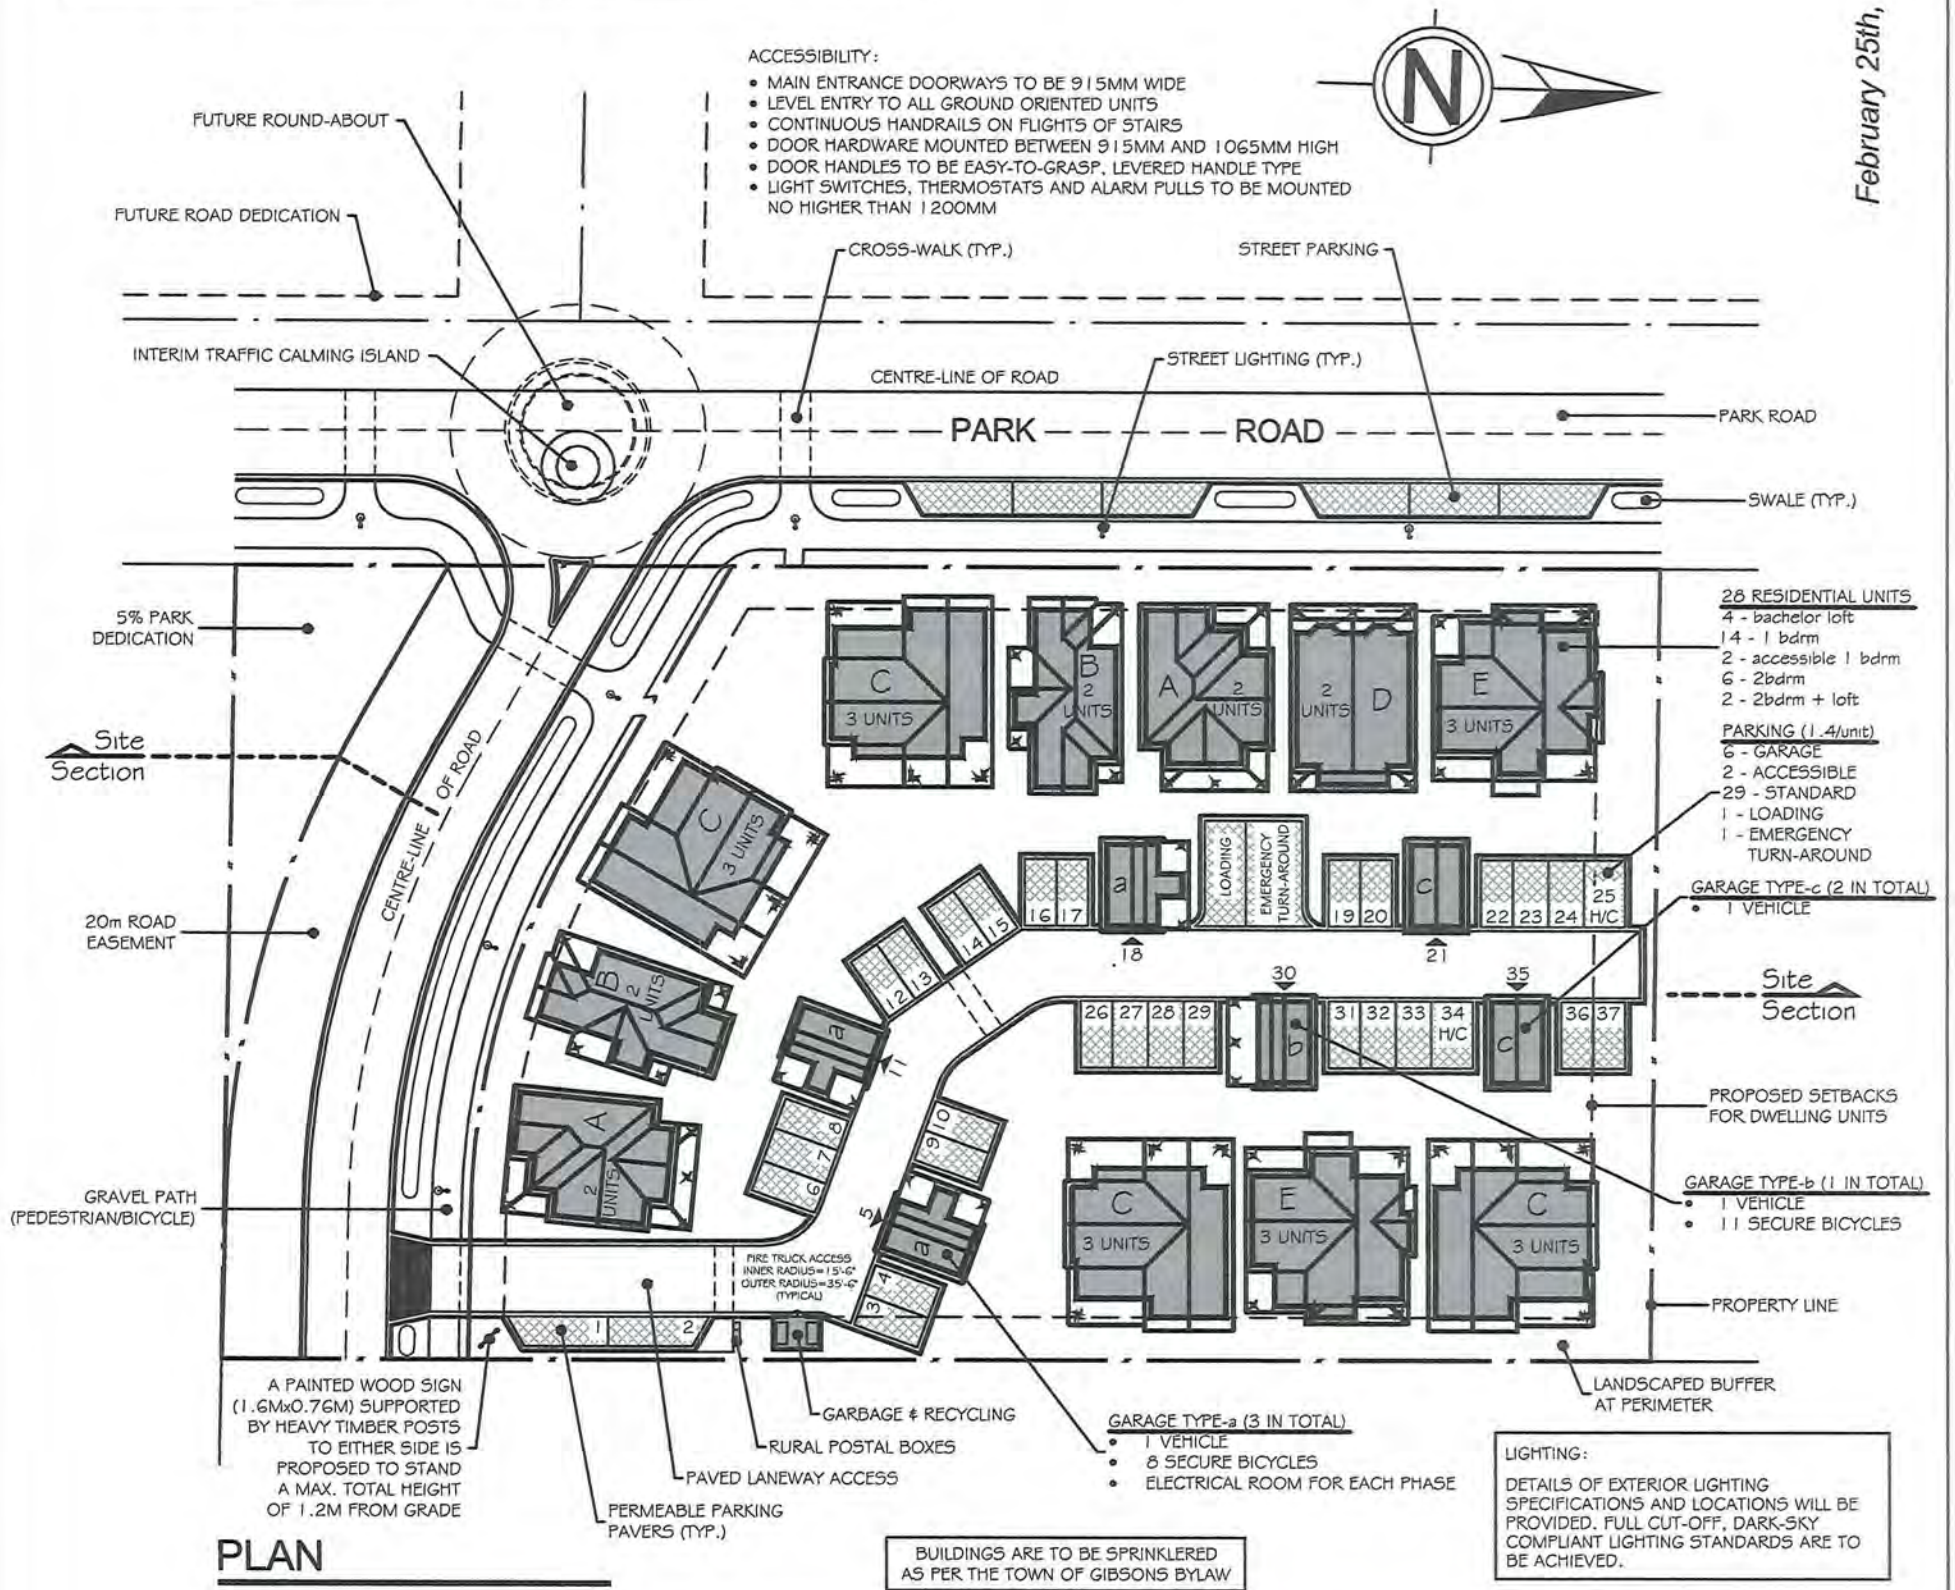 February 25th,
N
ACCESSIBILITY:
• MAIN ENTRANCE DOORWAYS TO BE 915MM WIDE
• LEVEL ENTRY TO ALL GROUND ORIENTED UNITS
• CONTINUOUS HANDRAILS ON FLIGHTS OF STAIRS
• DOOR HARDWARE MOUNTED BETWEEN 915MM AND 1065MM HIGH
• DOOR HANDLES TO BE EASY-TO-GRASP, LEVERED HANDLE TYPE
• LIGHT SWITCHES, THERMOSTATS AND ALARM PULLS TO BE MOUNTED
NO HIGHER THAN 1200MM
FUTURE ROUND-ABOUT
FUTURE ROAD DEDICATION
CROSS-WALK (TYP.)
STREET PARKING
INTERIM TRAFFIC CALMING ISLAND
STREET LIGHTING (TYP.)
CENTRE-LINE OF ROAD
PARK ROAD
PARK ROAD
SWALE (TYP.)
5% PARK
DEDICATION
28 RESIDENTIAL UNITS
4 - bachelor loft
14 - 1 bdrm
2 - accessible 1 bdrm
6 - 2bdrm
2 - 2bdrm + loft
PARKING (1.4/unit)
6 - GARAGE
2 - ACCESSIBLE
29 - STANDARD
1 - LOADING
1 - EMERGENCY
TURN-AROUND
C
3 UNITS
B
2
UNITS
A
2
UNITS
2
UNITS
D
E
3 UNITS
Site
Section
CENTRE-LINE OF ROAD
C
3 UNITS
LOADING
EMERGENCY
TURN-AROUND
a
c
GARAGE TYPE-c (2 IN TOTAL)
• 1 VEHICLE
20m ROAD
EASEMENT
12 13
14 15
16 17
18
19 20
21
22 23 24 25
H/C
B
2
UNITS
30
35
Site
Section
26 27 28 29
b
31 32 33 34
H/C
c
36 37
a
11
A
2
UNITS
6 7 8
9 10
5
a
3 4
PROPOSED SETBACKS
FOR DWELLING UNITS
C
3 UNITS
E
3 UNITS
C
3 UNITS
GARAGE TYPE-b (1 IN TOTAL)
• 1 VEHICLE
• 11 SECURE BICYCLES
GRAVEL PATH
(PEDESTRIAN/BICYCLE)
FIRE TRUCK ACCESS
INNER RADIUS=15'-6"
OUTER RADIUS=35'-6"
(TYPICAL)
PROPERTY LINE
1 2
A PAINTED WOOD SIGN
(1.6Mx0.76M) SUPPORTED
BY HEAVY TIMBER POSTS
TO EITHER SIDE IS
PROPOSED TO STAND
A MAX. TOTAL HEIGHT
OF 1.2M FROM GRADE
GARBAGE & RECYCLING
RURAL POSTAL BOXES
PAVED LANEWAY ACCESS
PERMEABLE PARKING
PAVERS (TYP.)
GARAGE TYPE-a (3 IN TOTAL)
• 1 VEHICLE
• 8 SECURE BICYCLES
• ELECTRICAL ROOM FOR EACH PHASE
LANDSCAPED BUFFER
AT PERIMETER
LIGHTING:
DETAILS OF EXTERIOR LIGHTING
SPECIFICATIONS AND LOCATIONS WILL BE
PROVIDED. FULL CUT-OFF, DARK-SKY
COMPLIANT LIGHTING STANDARDS ARE TO
BE ACHIEVED.
PLAN
BUILDINGS ARE TO BE SPRINKLERED
AS PER THE TOWN OF GIBSONS BYLAW